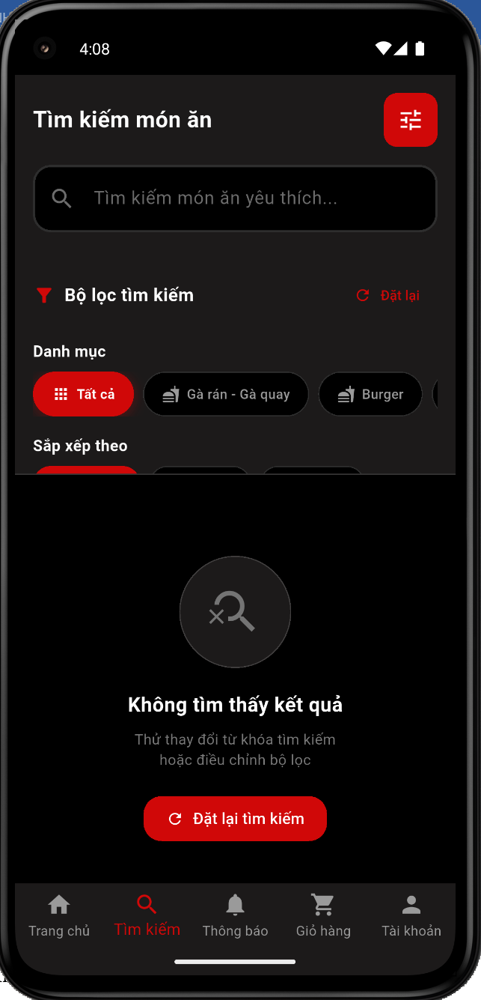 4:08
Tìm kiếm món ăn
Tìm kiếm món ăn yêu thích...
Bộ lọc tìm kiếm
Đặt lại
Danh mục
Tất cả
Gà rán - Gà quay
Burger
Sắp xếp theo
Không tìm thấy kết quả
Thử thay đổi từ khóa tìm kiếm
hoặc điều chỉnh bộ lọc
Đặt lại tìm kiếm
Trang chủ
Tìm kiếm
Thông báo
Giỏ hàng
Tài khoản